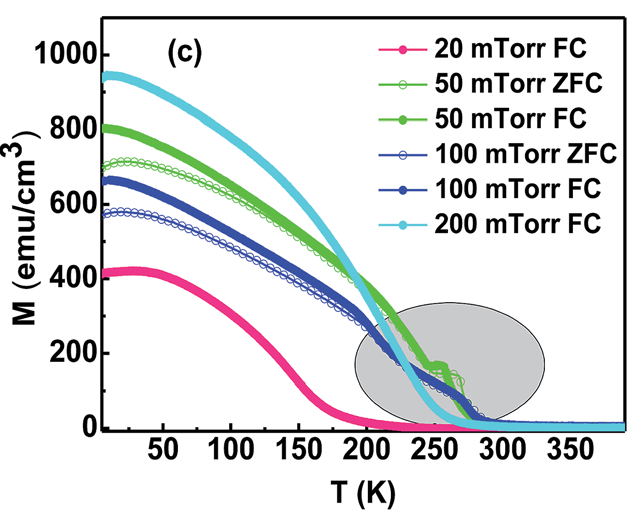 (c)
20 mTorr FC
50 mTorr ZFC
50 mTorr FC
100 mTorr ZFC
100 mTorr FC
200 mTorr FC
M (emu/cm³)
1000
800
600
400
200
0
50 100 150 200 250 300 350
T (K)